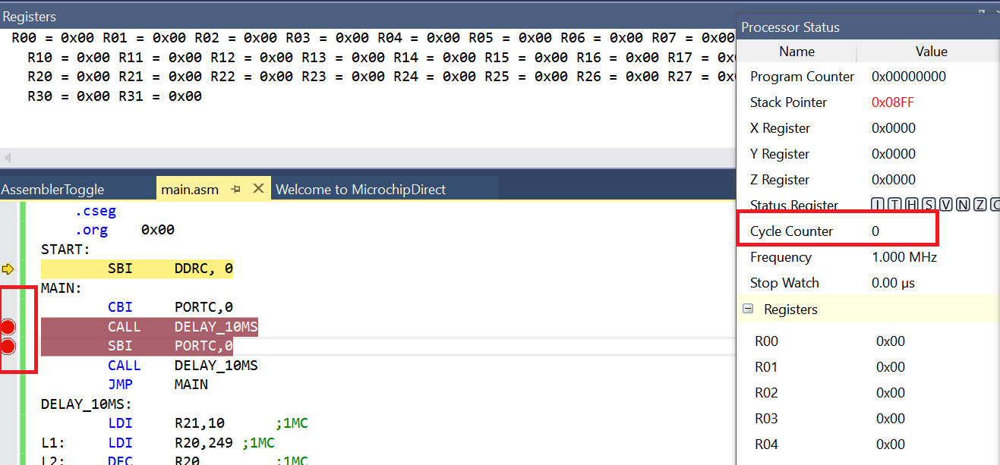 Registers
R00 = 0x00 R01 = 0x00 R02 = 0x00 R03 = 0x00 R04 = 0x00 R05 = 0x00 R06 = 0x00 R07 = 0x00
R10 = 0x00 R11 = 0x00 R12 = 0x00 R13 = 0x00 R14 = 0x00 R15 = 0x00 R16 = 0x00 R17 =
R20 = 0x00 R21 = 0x00 R22 = 0x00 R23 = 0x00 R24 = 0x00 R25 = 0x00 R26 = 0x00 R27 =
R30 = 0x00 R31 = 0x00
AssemblerToggle
main.asm
Welcome to MicrochipDirect
.cseg
.org 0x00
START:
SBI DDRC, 0
MAIN:
CBI PORTC,0
CALL DELAY_10MS
SBI PORTC,0
CALL DELAY_10MS
JMP MAIN
DELAY_10MS:
LDI R21,10 ;1MC
L1: LDI R20,249 ;1MC
L2: DEC R20 ;1MC
Processor Status
Name Value
Program Counter 0x00000000
Stack Pointer 0x08FF
X Register 0x0000
Y Register 0x0000
Z Register 0x0000
Status Register I T H S V N Z C
Cycle Counter 0
Frequency 1.000 MHz
Stop Watch 0.00 µs
Registers
R00 0x00
R01 0x00
R02 0x00
R03 0x00
R04 0x00